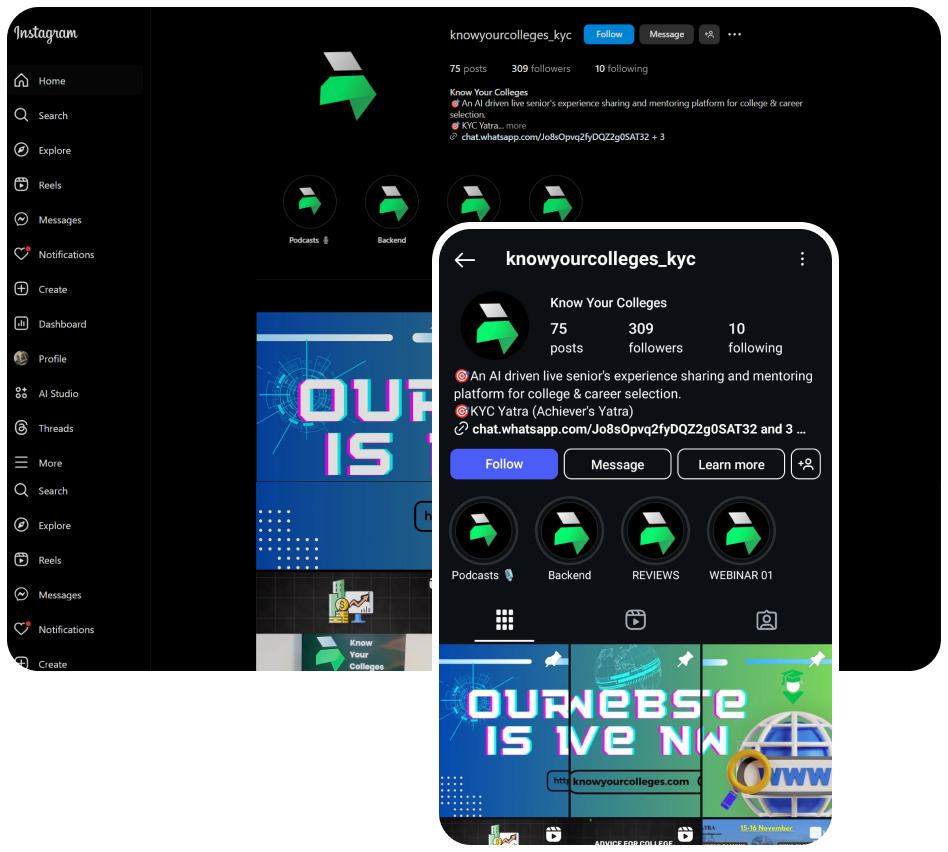 Instagram
Home
Search
Explore
Reels
Messages
Notifications
Create
Dashboard
Profile
AI Studio
Threads
More
Search
Explore
Reels
Messages
Notifications
Create
knowyourcolleges_kyc Follow Message
75 posts 309 followers 10 following
Know Your Colleges
🎯 An AI driven live senior's experience sharing and mentoring platform for college & career
selection.
🎯 KYC Yatra... more
chat.whatsapp.com/Jo8sOpvq2fyDQZ2g0SAT32 + 3
Podcasts 🎙 Backend
OUR
IS
h
Know
Your
Colleges
knowyourcolleges_kyc
Know Your Colleges
75 309 10
posts followers following
🎯An AI driven live senior's experience sharing and mentoring
platform for college & career selection.
🎯KYC Yatra (Achiever's Yatra)
chat.whatsapp.com/Jo8sOpvq2fyDQZ2g0SAT32 and 3 ...
Follow Message Learn more
Podcasts 🎙 Backend REVIEWS WEBINAR 01
OUR WEBSE
IS IVE NW
http knowyourcolleges.com
WWW
ADVICE FOR COLLEGE
15-16 November